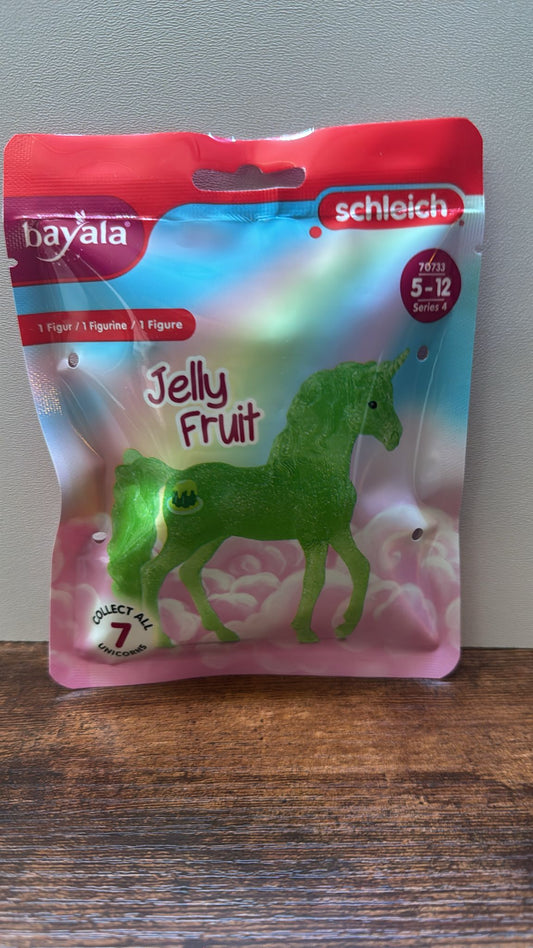 schleich
bayala®
70733
5-12
Series 4
1 Figur / 1 Figurine / 1 Figure
Jelly
Fruit
COLLECT ALL
7
UNICORNS